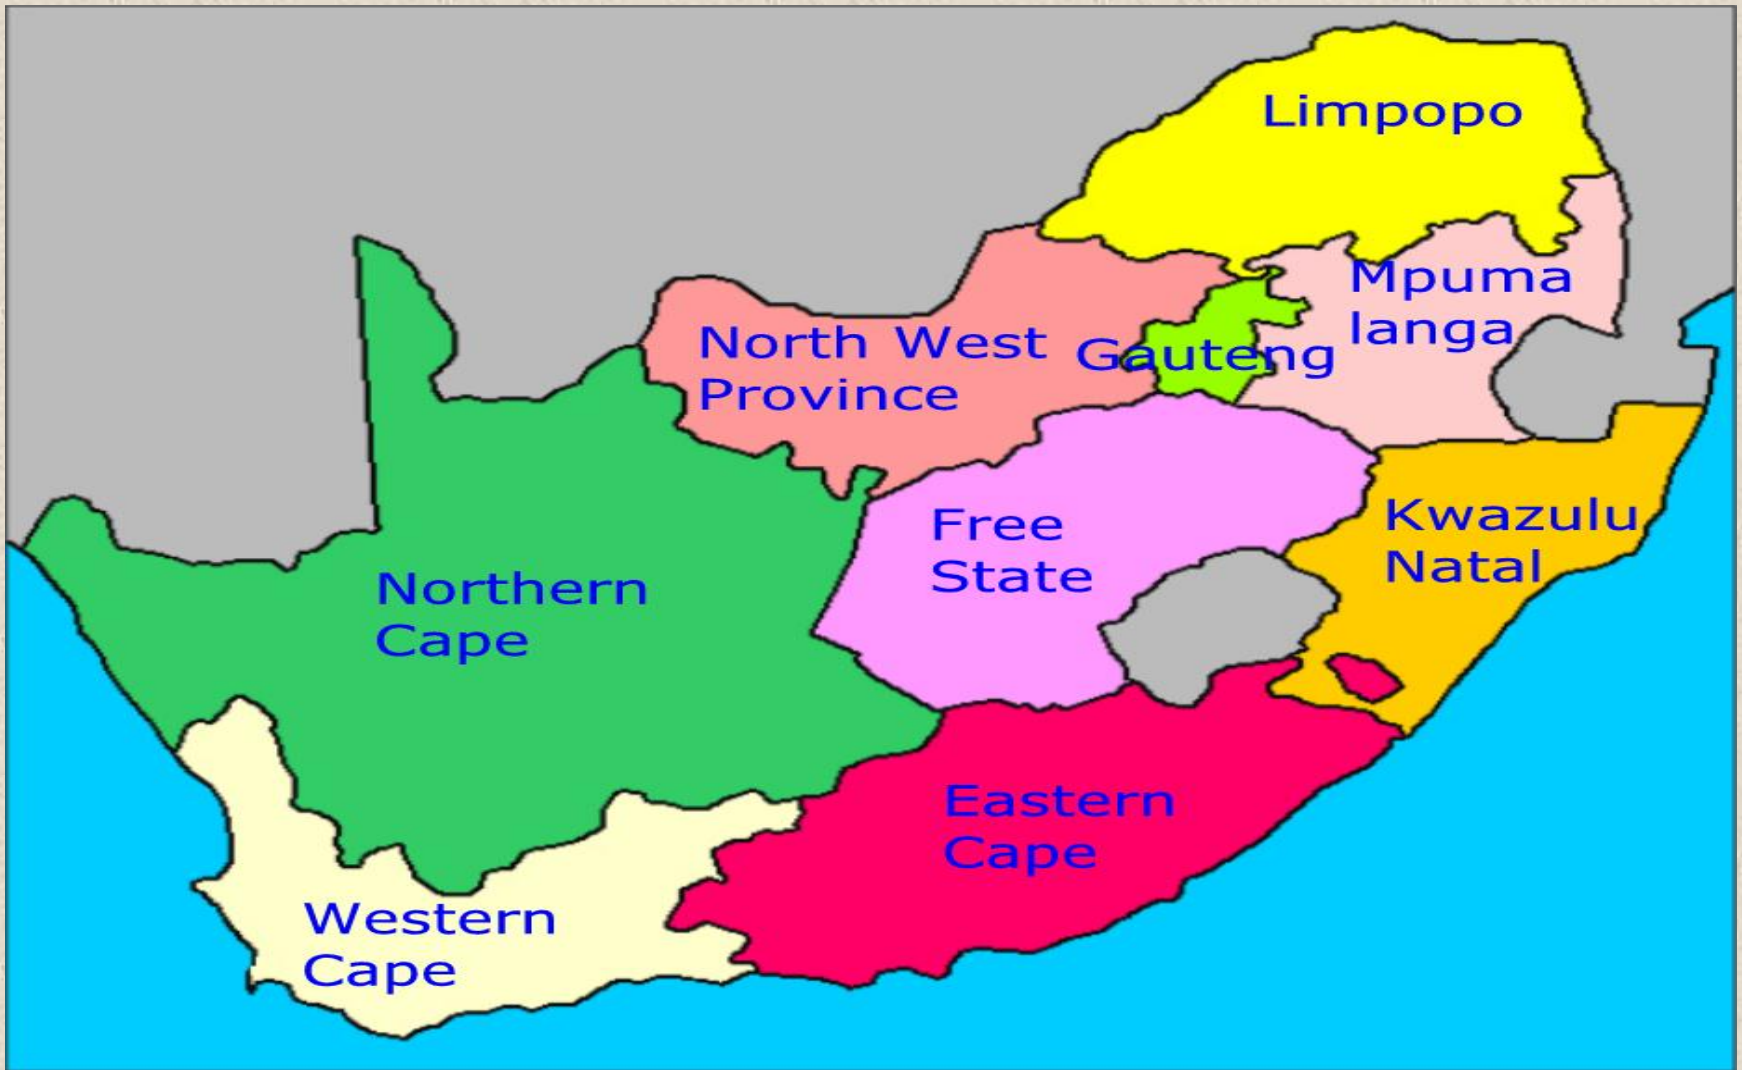 Limpopo
Mpuma
langa
North West
Province
Gauteng
Kwazulu
Natal
Free
State
Northern
Cape
Eastern
Cape
Western
Cape